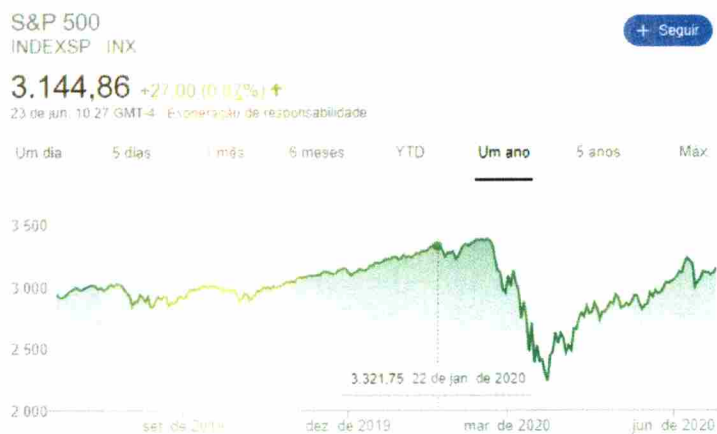 S&P 500
INDEXSP INX
+ Seguir
3.144,86 +27,00 (0,87%) ↑
23 de jun. 10:27 GMT-4 Exoneração de responsabilidade
Um dia 5 dias 1 mês 6 meses YTD Um ano 5 anos Máx
3 500
3 000
2 500
3.321,75 22 de jan. de 2020
2 000
set. de 2019 dez. de 2019 mar. de 2020 jun. de 2020